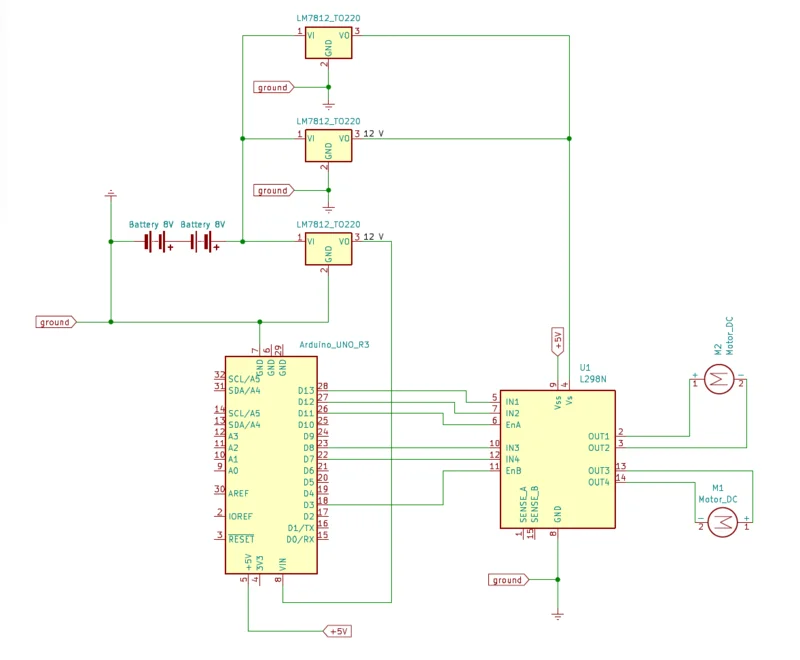 LM7812_TO220
1 VI VO 3
GND
2
ground
LM7812_TO220
1 VI VO 3 12 V
GND
2
ground
Battery 8V Battery 8V
+ +
LM7812_TO220
1 VI VO 3 12 V
GND
2
ground
Arduino_UNO_R3
7 6 29
GND GND GND
32 SCL/A5
31 SDA/A4
14 SCL/A5
13 SDA/A4
12 A3
11 A2
10 A1
9 A0
30 AREF
2 IOREF
3 RESET
D13 28
D12 27
D11 26
D10 25
D9 24
D8 23
D7 22
D6 21
D5 20
D4 19
D3 18
D2 17
D1/TX 16
D0/RX 15
+5V 3V3 VIN
5 4 8
+5V
+5V
U1
L298N
9 4
Vss Vs
5 IN1
7 IN2
6 EnA
10 IN3
12 IN4
11 EnB
OUT1 2
OUT2 3
OUT3 13
OUT4 14
SENSE_A SENSE_B GND
1 15 8
ground
M2
Motor_DC
+ -
1 M 2
M1
Motor_DC
- +
2 M 1